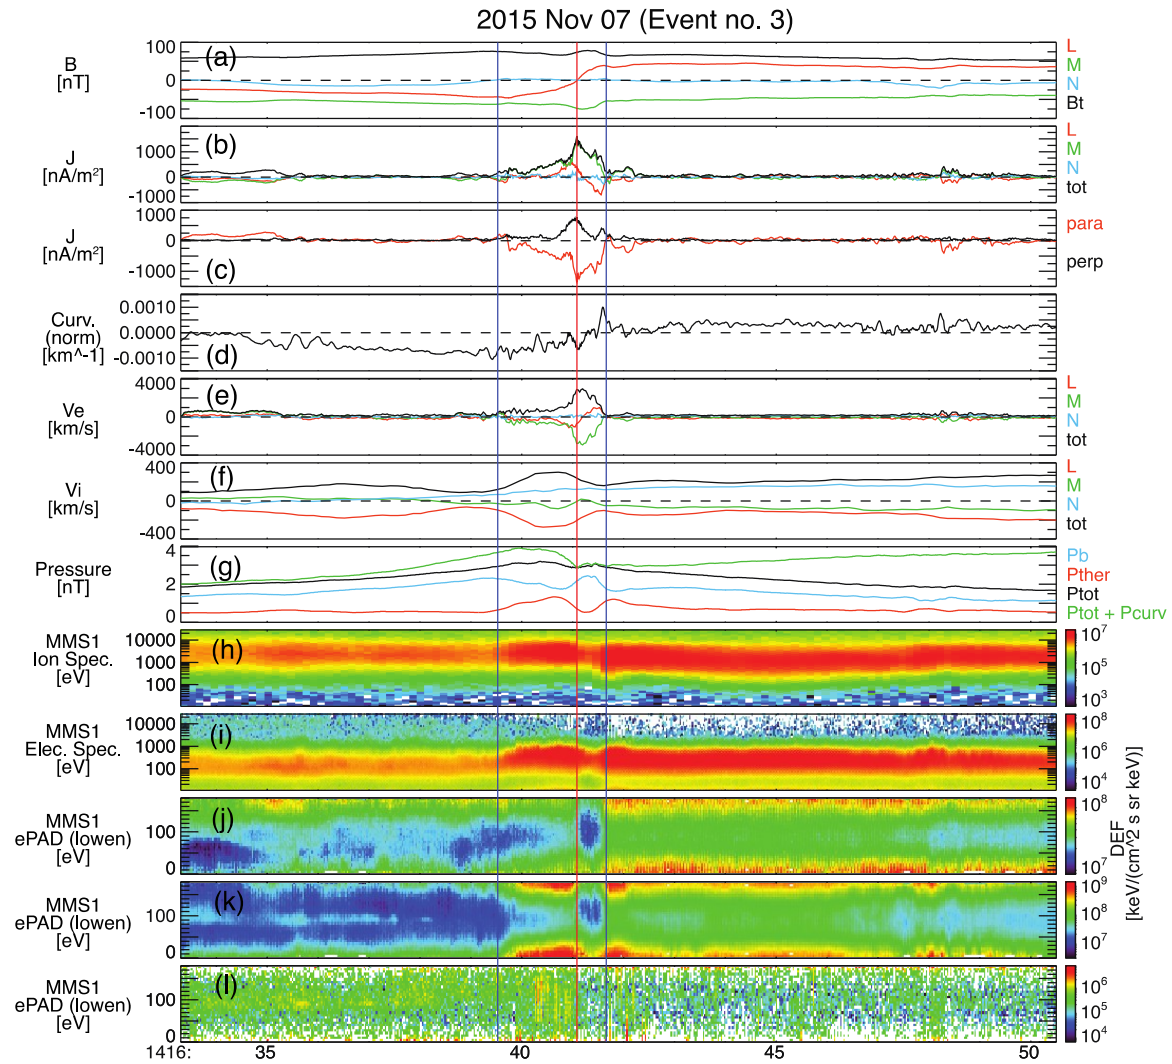 2015 Nov 07 (Event no. 3)
(a)
B
[nT]
100
0
-100
L
M
N
Bt
(b)
J
[nA/m²]
1000
0
-1000
L
M
N
tot
(c)
J
[nA/m²]
1000
0
-1000
para
perp
(d)
Curv.
(norm)
[km^-1]
0.0010
0.0000
-0.0010
(e)
Ve
[km/s]
4000
0
-4000
L
M
N
tot
(f)
Vi
[km/s]
400
0
-400
L
M
N
tot
(g)
Pressure
[nT]
4
2
0
Pb
Pther
Ptot
Ptot + Pcurv
(h)
MMS1
Ion Spec.
[eV]
10000
1000
100
10⁷
10⁵
10³
(i)
MMS1
Elec. Spec.
[eV]
10000
1000
100
10⁸
10⁶
10⁴
(j)
MMS1
ePAD (lowen)
[eV]
100
0
10⁸
10⁷
(k)
MMS1
ePAD (lowen)
[eV]
100
0
10⁹
10⁸
10⁷
(l)
MMS1
ePAD (lowen)
[eV]
100
0
10⁶
10⁵
10⁴
DEF
[keV/(cm^2 s sr keV)]
1416:
35
40
45
50